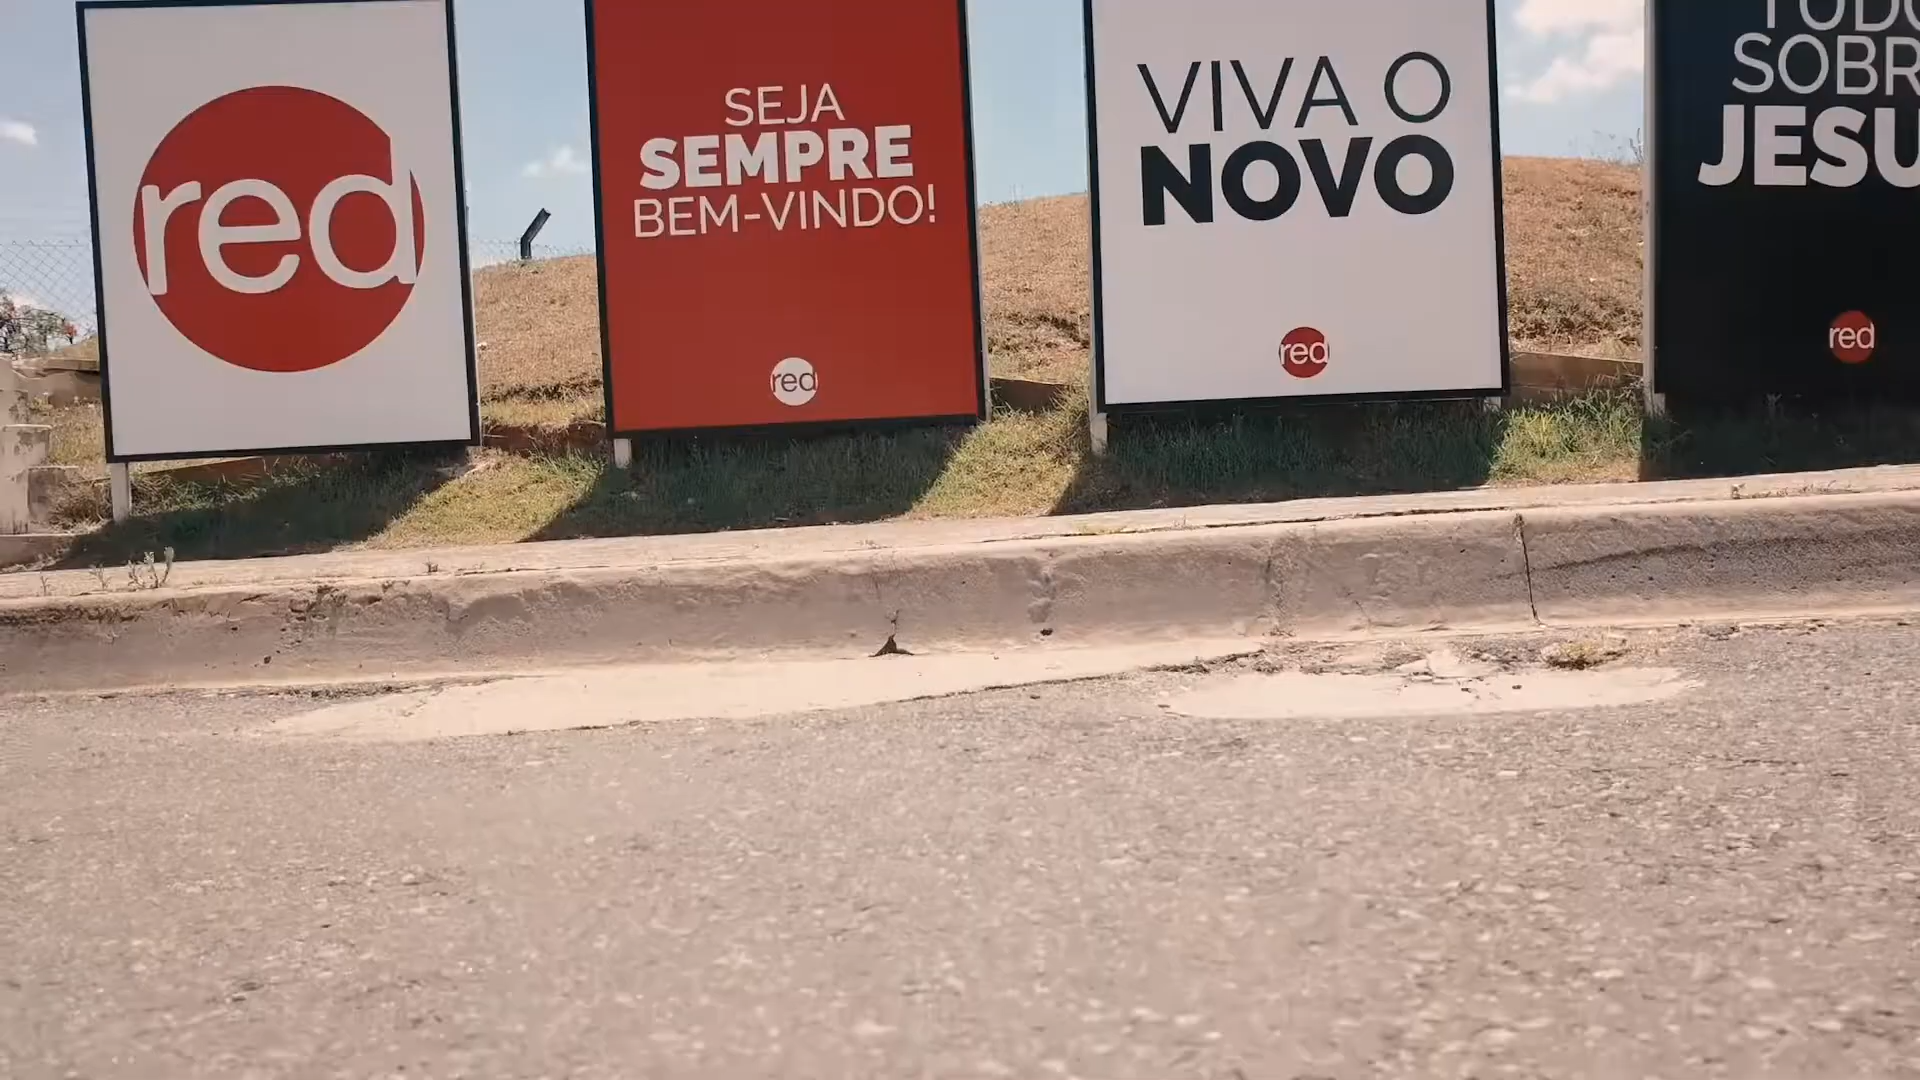 red
SEJA
SEMPRE
BEM-VINDO!
red
VIVA O
NOVO
red
SOBR
JESU
red